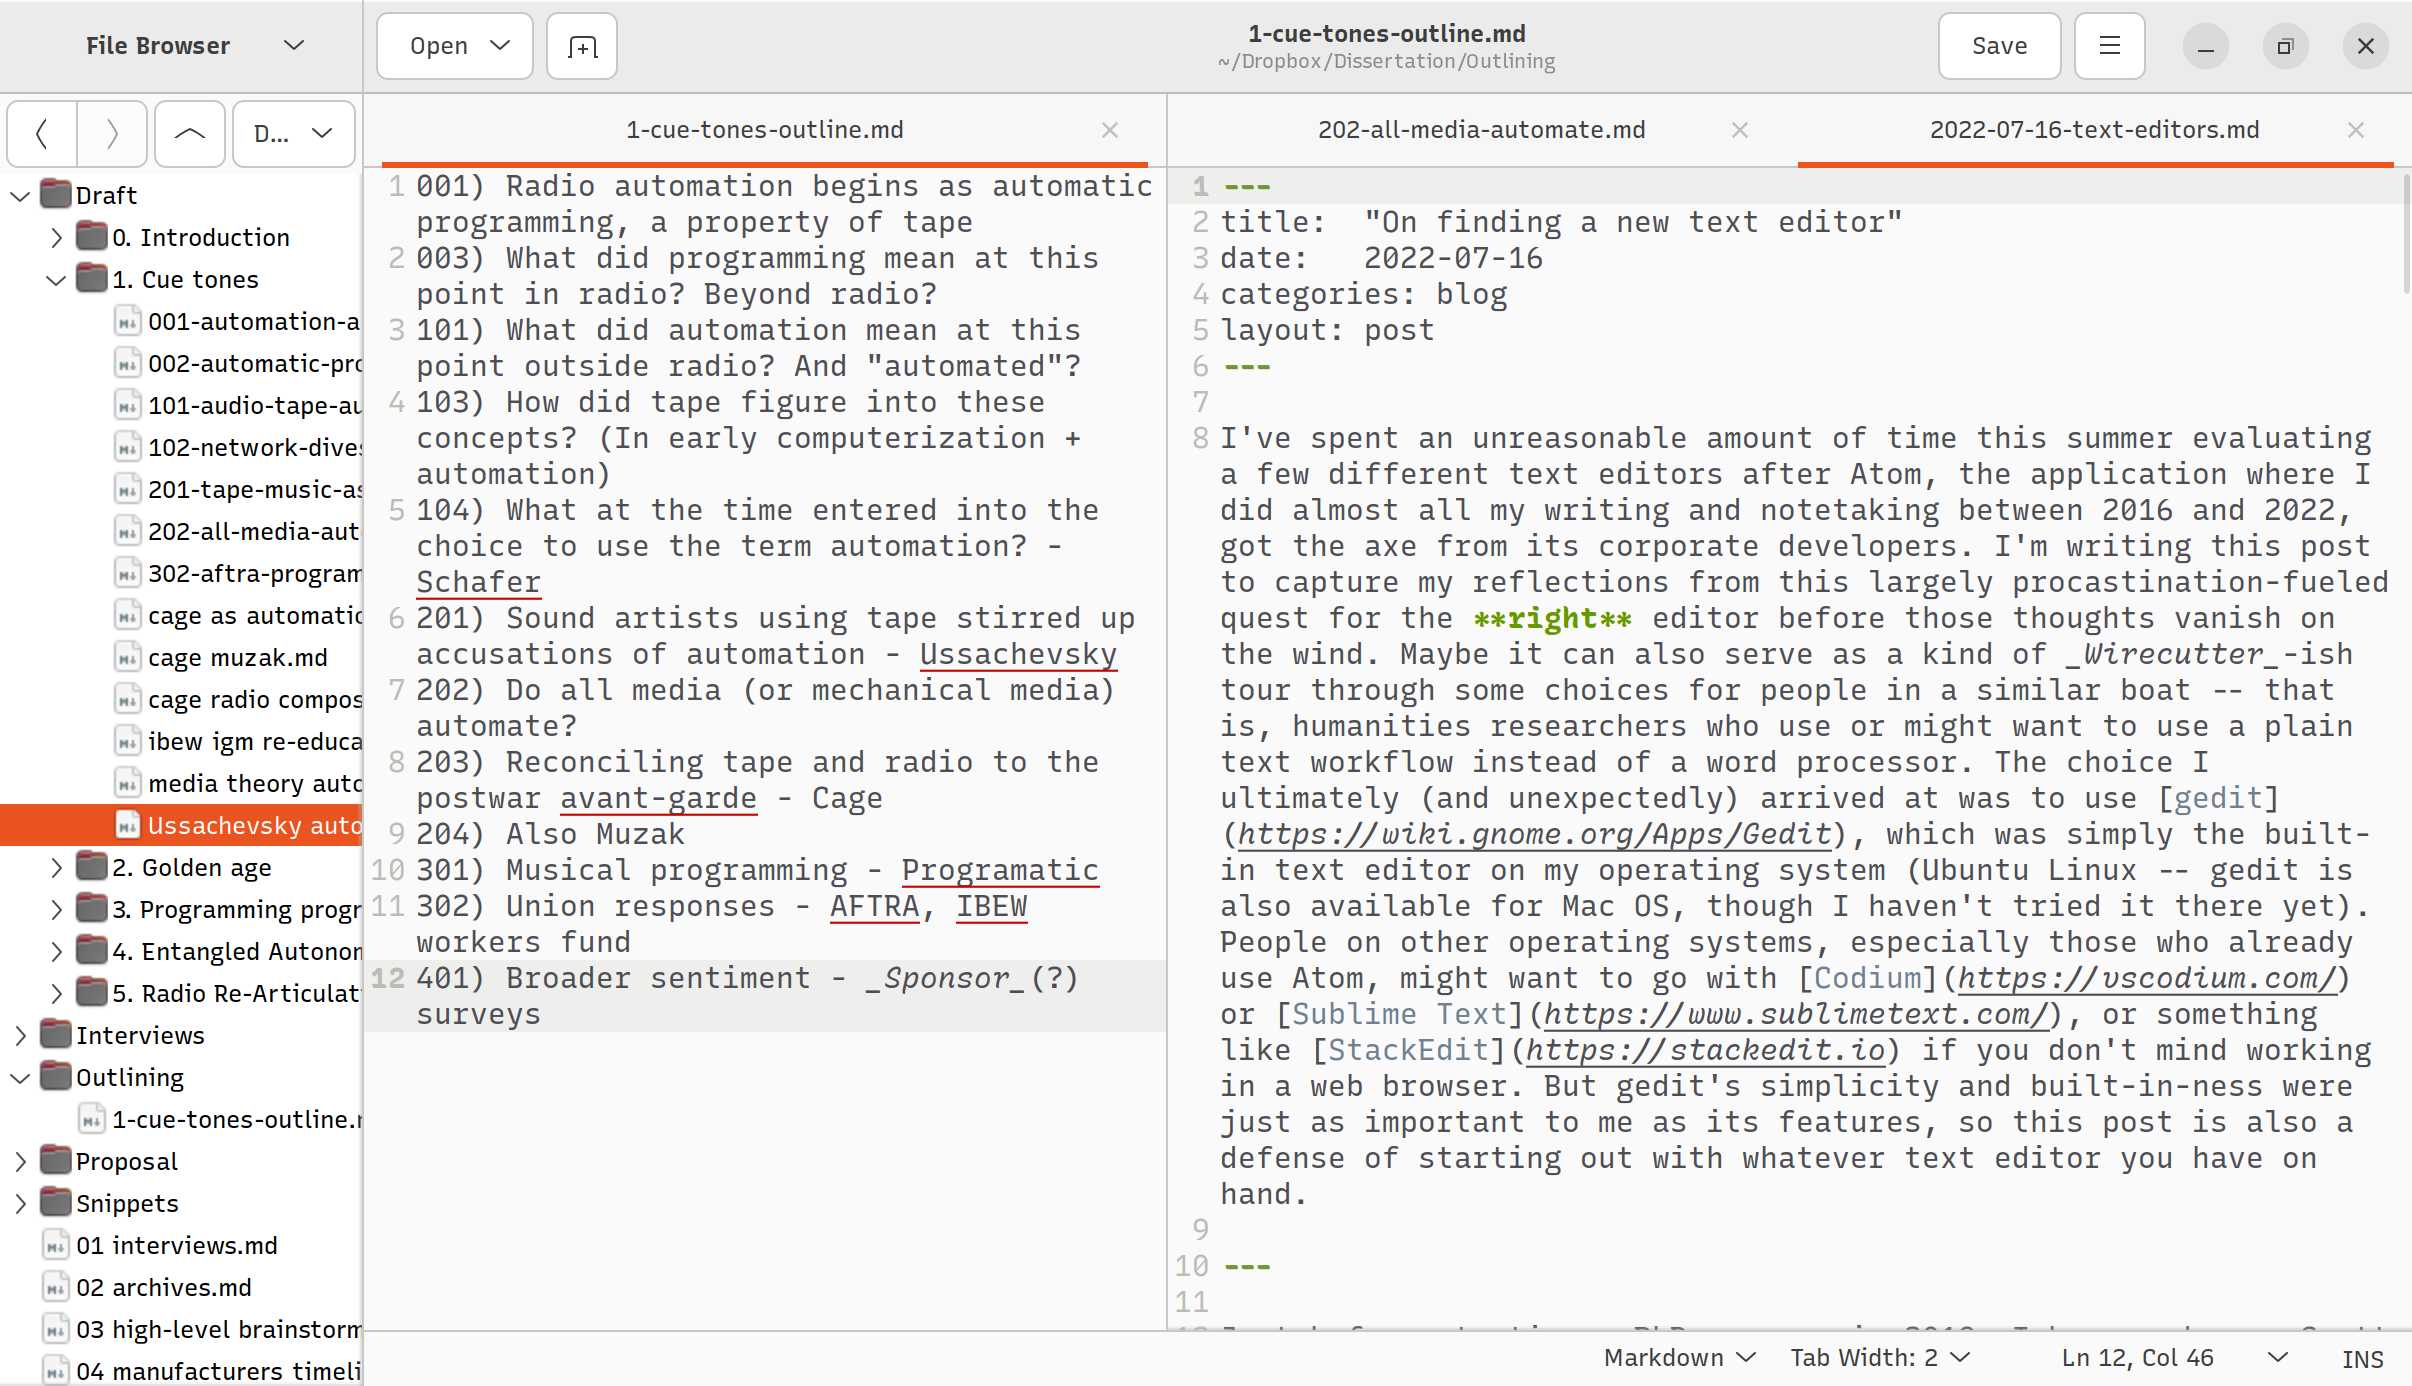 File Browser
Open
1-cue-tones-outline.md
~/Dropbox/Dissertation/Outlining
Save
D...
Draft
0. Introduction
1. Cue tones
001-automation-a
002-automatic-pro
101-audio-tape-au
102-network-dives
201-tape-music-as
202-all-media-aut
302-aftra-program
cage as automatic
cage muzak.md
cage radio compos
ibew igm re-educa
media theory auto
Ussachevsky auto
2. Golden age
3. Programming progr
4. Entangled Autonom
5. Radio Re-Articulat
Interviews
Outlining
1-cue-tones-outline.r
Proposal
Snippets
01 interviews.md
02 archives.md
03 high-level brainstorm
04 manufacturers timeli
1-cue-tones-outline.md
1 001) Radio automation begins as automatic
programming, a property of tape
2 003) What did programming mean at this
point in radio? Beyond radio?
3 101) What did automation mean at this
point outside radio? And "automated"?
4 103) How did tape figure into these
concepts? (In early computerization +
automation)
5 104) What at the time entered into the
choice to use the term automation? -
Schafer
6 201) Sound artists using tape stirred up
accusations of automation - Ussachevsky
7 202) Do all media (or mechanical media)
automate?
8 203) Reconciling tape and radio to the
postwar avant-garde - Cage
9 204) Also Muzak
10 301) Musical programming - Programatic
11 302) Union responses - AFTRA, IBEW
workers fund
12 401) Broader sentiment - _Sponsor_(?)
surveys
202-all-media-automate.md
2022-07-16-text-editors.md
1 ---
2 title:  "On finding a new text editor"
3 date:   2022-07-16
4 categories: blog
5 layout: post
6 ---
7
8 I've spent an unreasonable amount of time this summer evaluating
a few different text editors after Atom, the application where I
did almost all my writing and notetaking between 2016 and 2022,
got the axe from its corporate developers. I'm writing this post
to capture my reflections from this largely procastination-fueled
quest for the **right** editor before those thoughts vanish on
the wind. Maybe it can also serve as a kind of _Wirecutter_-ish
tour through some choices for people in a similar boat -- that
is, humanities researchers who use or might want to use a plain
text workflow instead of a word processor. The choice I
ultimately (and unexpectedly) arrived at was to use [gedit]
(https://wiki.gnome.org/Apps/Gedit), which was simply the built-
in text editor on my operating system (Ubuntu Linux -- gedit is
also available for Mac OS, though I haven't tried it there yet).
People on other operating systems, especially those who already
use Atom, might want to go with [Codium](https://vscodium.com/)
or [Sublime Text](https://www.sublimetext.com/), or something
like [StackEdit](https://stackedit.io) if you don't mind working
in a web browser. But gedit's simplicity and built-in-ness were
just as important to me as its features, so this post is also a
defense of starting out with whatever text editor you have on
hand.
9
10 ---
11
Markdown
Tab Width: 2
Ln 12, Col 46
INS